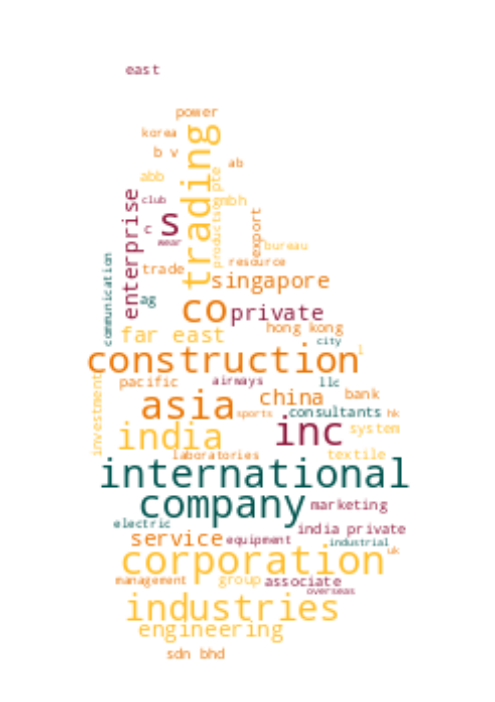 east
power
korea
trading
b v
ab
abb
productsog pte
mbh
enterprise
club
s
export
c
wear
bureau
communication
resource
trade
singapore
ag
co
private
far east
hong kong
city
construction
l
investment
pacific
airways
llc
asia
china
bank
sports
consultants
hk
india
inc
system
laboratories
textile
international
company
marketing
electric
india private
service
equipment
industrial
corporation
uk
management
group
associate
overseas
industries
engineering
sdn bhd